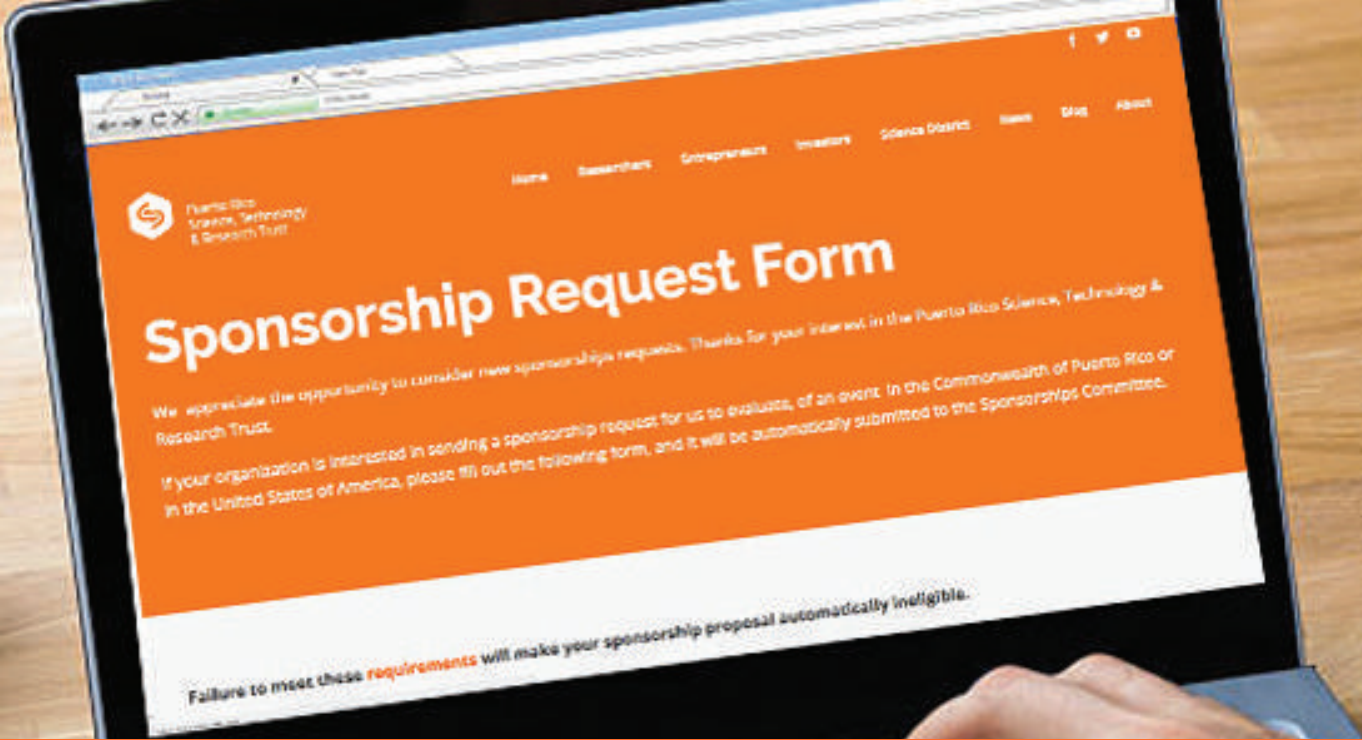 Home Researchers Entrepreneurs Investors Science District News Blog About
Puerto Rico
Science, Technology
& Research Trust
Sponsorship Request Form
We appreciate the opportunity to consider new sponsorships requests. Thanks for your interest in the Puerto Rico Science, Technology &
Research Trust.
If your organization is interested in sending a sponsorship request for us to evaluate, of an event in the Commonwealth of Puerto Rico or
in the United States of America, please fill out the following form, and it will be automatically submitted to the Sponsorships Committee.
Failure to meet these requirements will make your sponsorship proposal automatically ineligible.